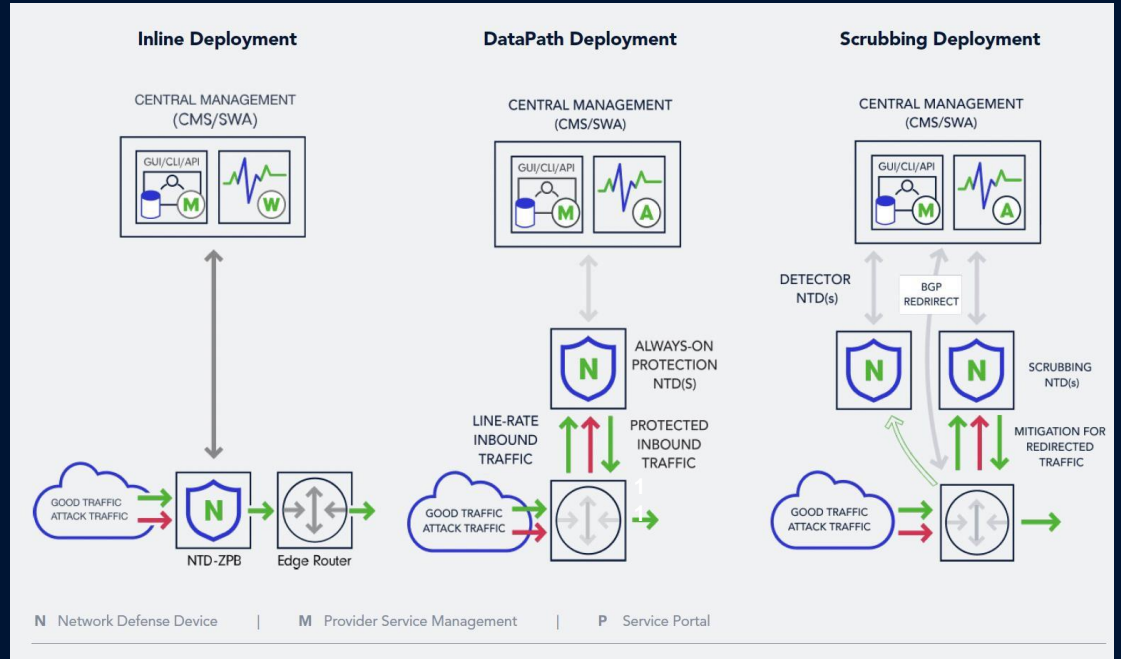 Inline Deployment
CENTRAL MANAGEMENT
(CMS/SWA)
GUI/CLI/API
M
W
GOOD TRAFFIC
ATTACK TRAFFIC
N
NTD-ZPB
Edge Router
DataPath Deployment
CENTRAL MANAGEMENT
(CMS/SWA)
GUI/CLI/API
M
A
N
ALWAYS-ON
PROTECTION
NTD(S)
LINE-RATE
INBOUND
TRAFFIC
PROTECTED
INBOUND
TRAFFIC
1
1
GOOD TRAFFIC
ATTACK TRAFFIC
Scrubbing Deployment
CENTRAL MANAGEMENT
(CMS/SWA)
GUI/CLI/API
M
A
DETECTOR
NTD(s)
BGP
REDRIRECT
N
N
SCRUBBING
NTD(s)
MITIGATION FOR
REDIRECTED
TRAFFIC
GOOD TRAFFIC
ATTACK TRAFFIC
N Network Defense Device | M Provider Service Management | P Service Portal